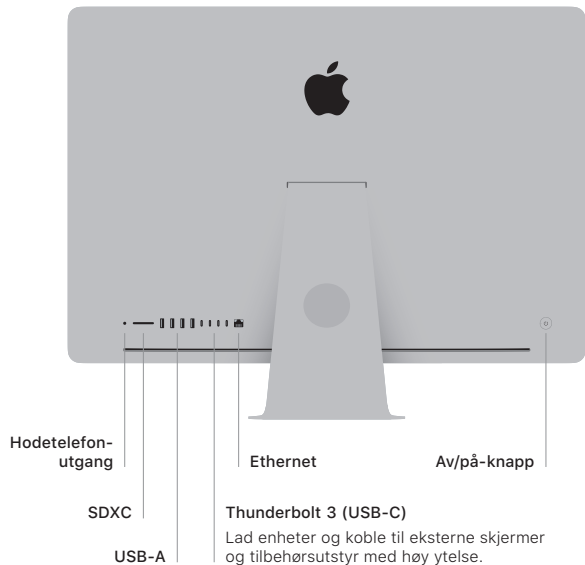 Hodetelefon-
utgang
Ethernet
Av/på-knapp
SDXC
Thunderbolt 3 (USB-C)
Lad enheter og koble til eksterne skjermer
og tilbehørsutstyr med høy ytelse.
USB-A